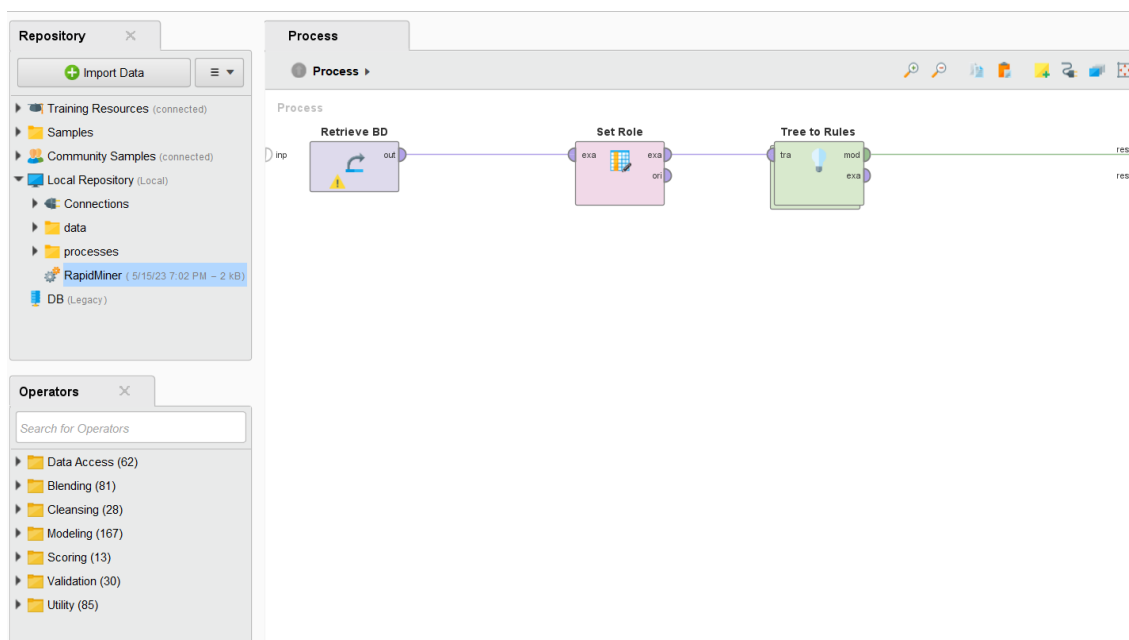 Repository
Import Data
Training Resources (connected)
Samples
Community Samples (connected)
Local Repository (Local)
Connections
data
processes
RapidMiner ( 5/15/23 7:02 PM – 2 kB)
DB (Legacy)
Operators
Search for Operators
Data Access (62)
Blending (81)
Cleansing (28)
Modeling (167)
Scoring (13)
Validation (30)
Utility (85)
Process
Process
Process
Retrieve BD
Set Role
Tree to Rules
inp
out
exa
exa
ori
tra
mod
exa
res
res